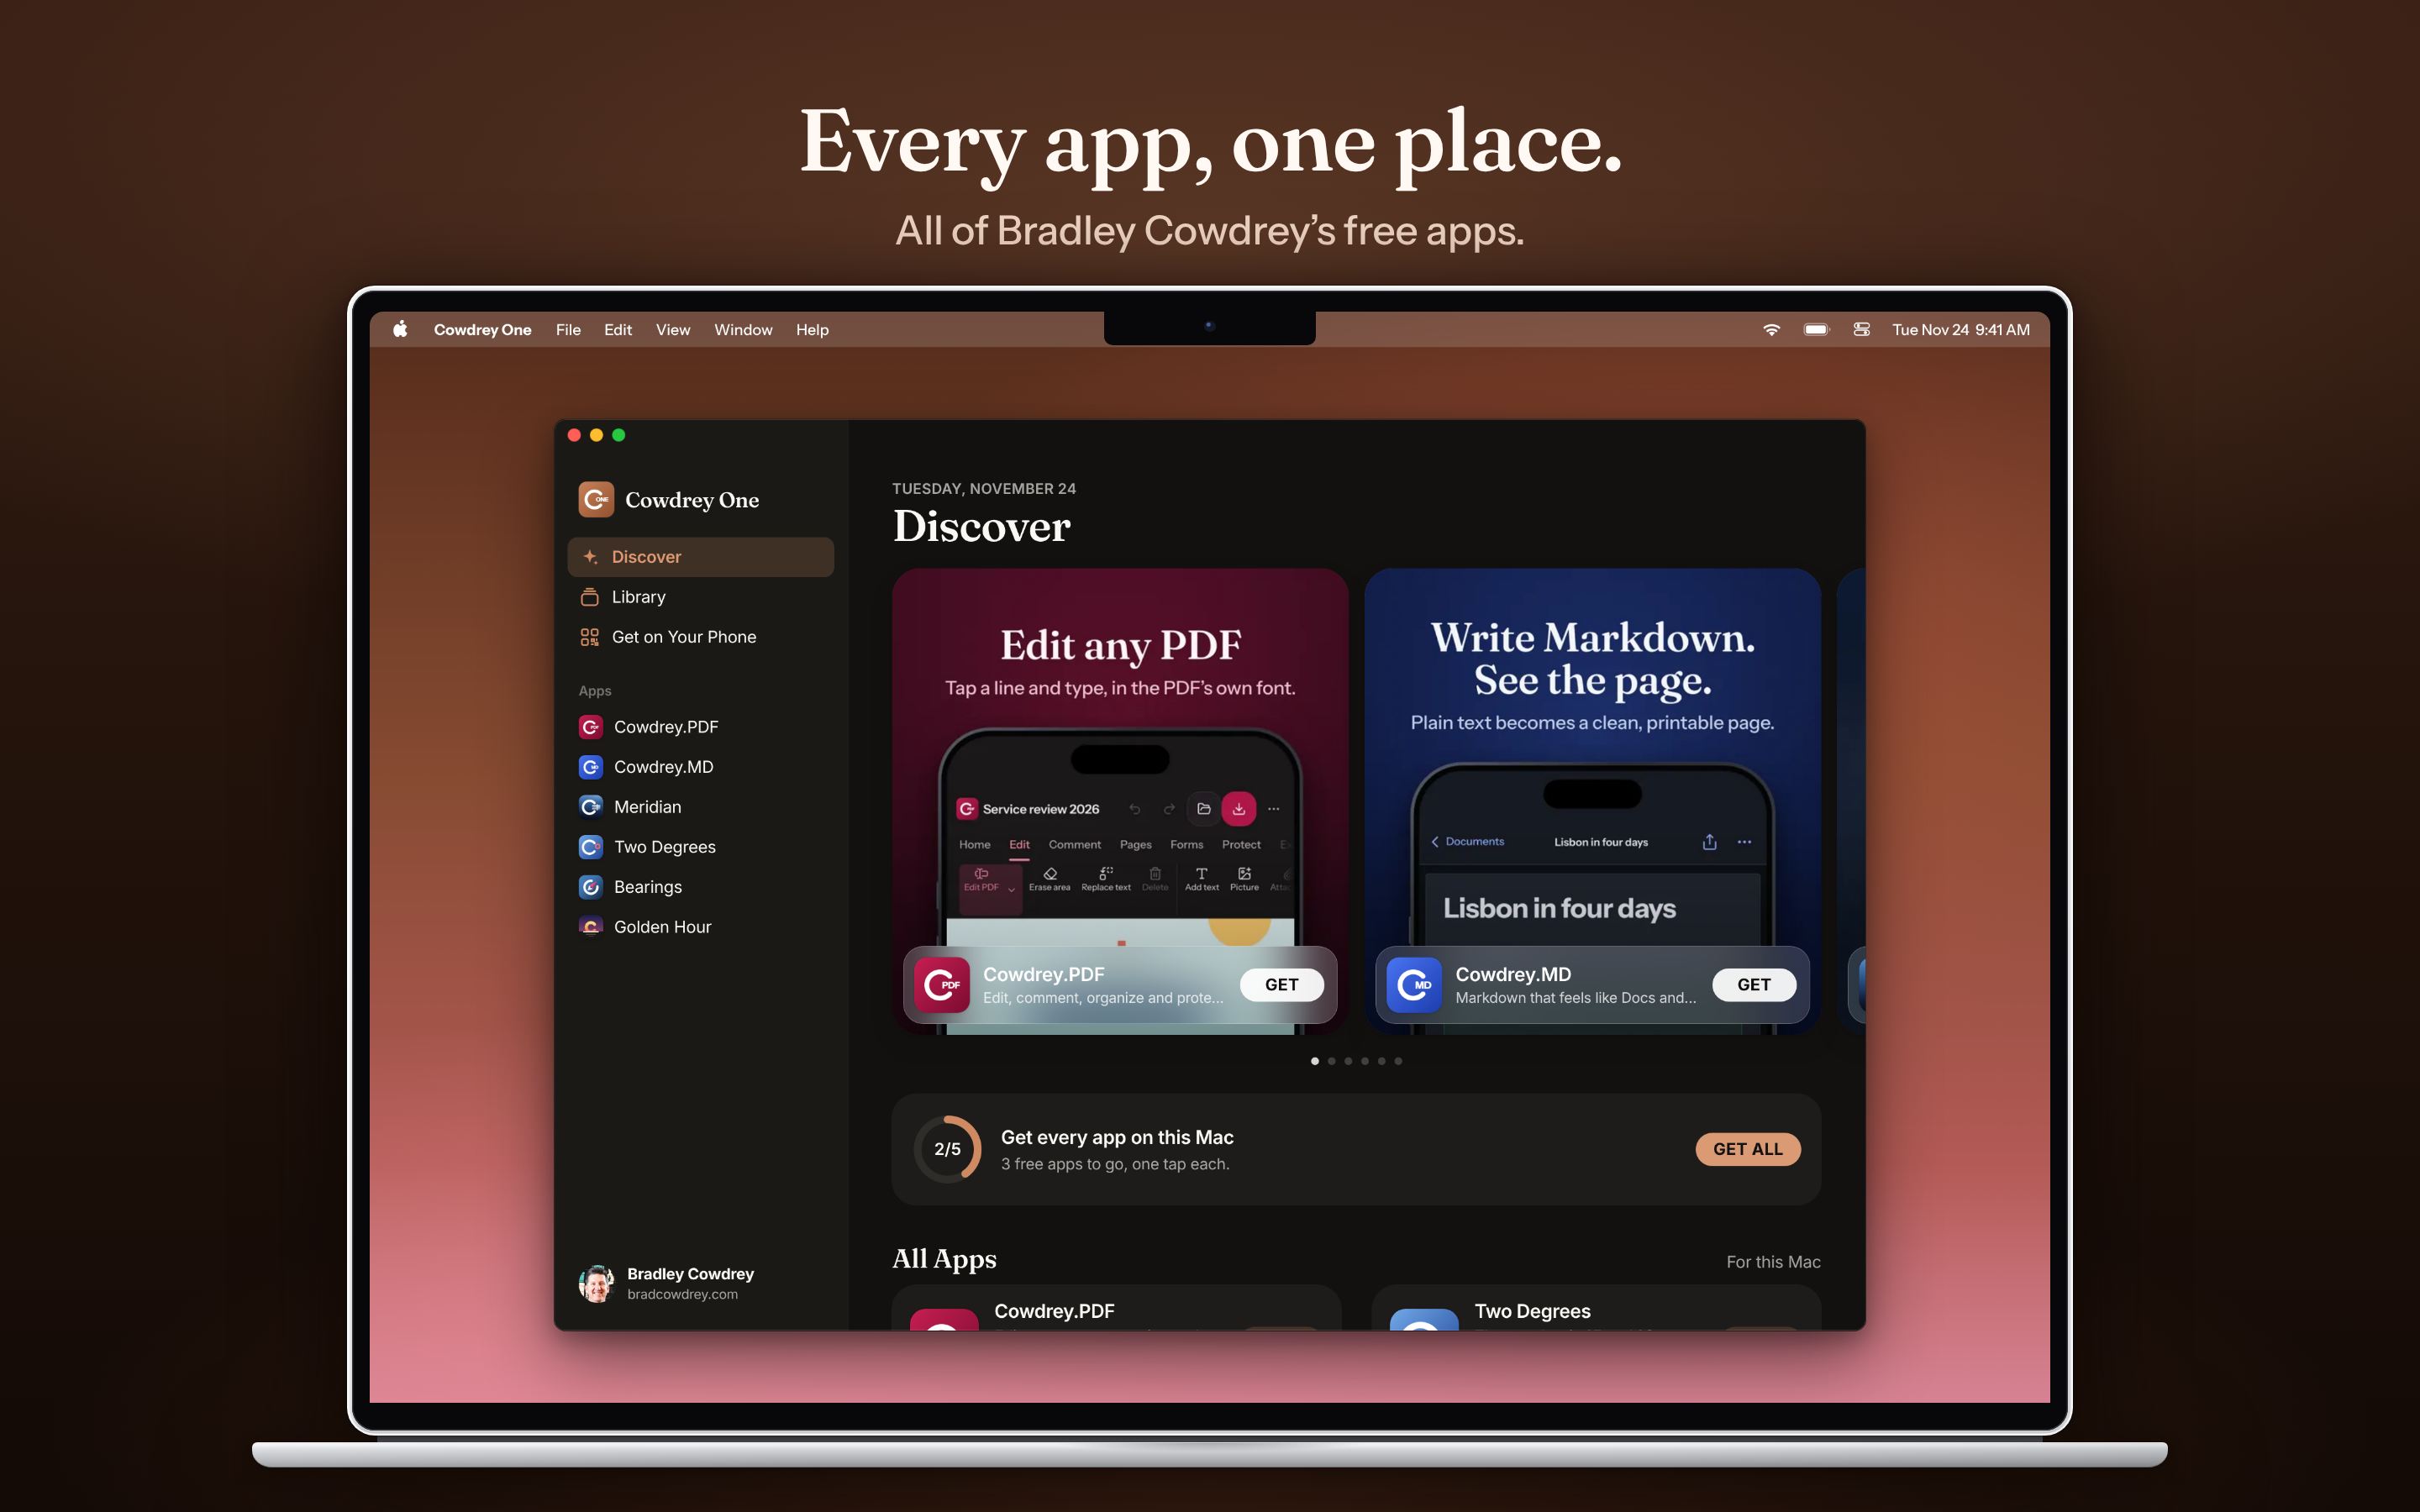 Every app, one place.
All of Bradley Cowdrey’s free apps.
Cowdrey One File Edit View Window Help
Tue Nov 24 9:41 AM
ONE
Cowdrey One
Discover
Library
Get on Your Phone
Apps
Cowdrey.PDF
Cowdrey.MD
Meridian
Two Degrees
Bearings
Golden Hour
Bradley Cowdrey
bradcowdrey.com
TUESDAY, NOVEMBER 24
Discover
Edit any PDF
Tap a line and type, in the PDF’s own font.
Service review 2026
Home Edit Comment Pages Forms Protect
Edit PDF Erase area Replace text Delete Add text Picture
PDF
Cowdrey.PDF
Edit, comment, organize and prote...
GET
Write Markdown.
See the page.
Plain text becomes a clean, printable page.
Documents
Lisbon in four days
Lisbon in four days
MD
Cowdrey.MD
Markdown that feels like Docs and...
GET
2/5
Get every app on this Mac
3 free apps to go, one tap each.
GET ALL
All Apps
For this Mac
Cowdrey.PDF
Two Degrees